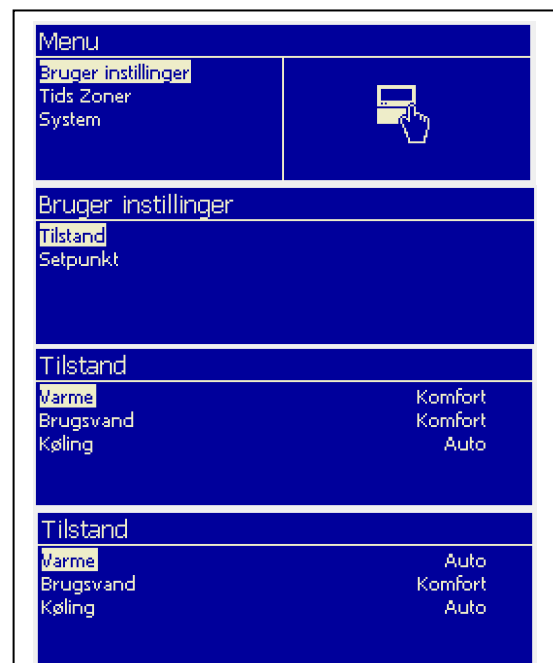 Menu
Bruger instillinger
Tids Zoner
System
Bruger instillinger
Tilstand
Setpunkt
Tilstand
Varme Komfort
Brugsvand Komfort
Køling Auto
Tilstand
Varme Auto
Brugsvand Komfort
Køling Auto